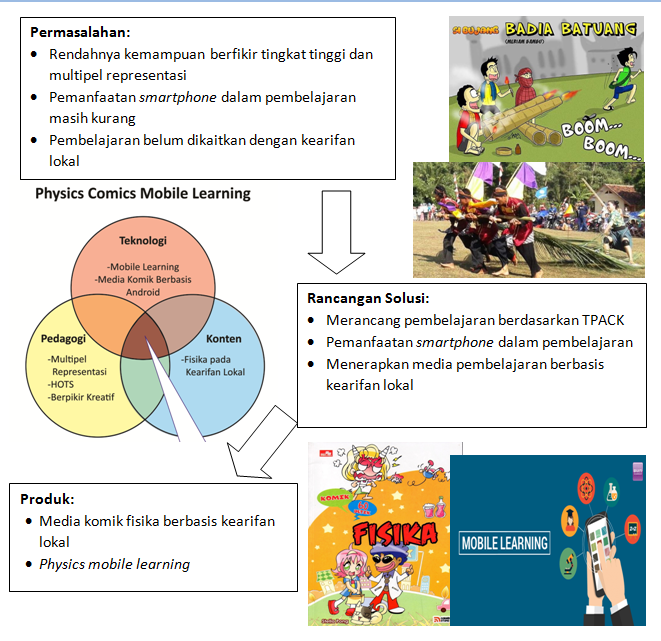 Permasalahan:
• Rendahnya kemampuan berfikir tingkat tinggi dan
multipel representasi
• Pemanfaatan smartphone dalam pembelajaran
masih kurang
• Pembelajaran belum dikaitkan dengan kearifan
lokal
SI BUJANG BADIA BATUANG
(MERIAM BAMBU)
BOOM...
BOOM...
Physics Comics Mobile Learning
Teknologi
-Mobile Learning
-Media Komik Berbasis
Android
Pedagogi
-Multipel
Representasi
-HOTS
-Berpikir Kreatif
Konten
-Fisika pada
Kearifan Lokal
Rancangan Solusi:
• Merancang pembelajaran berdasarkan TPACK
• Pemanfaatan smartphone dalam pembelajaran
• Menerapkan media pembelajaran berbasis
kearifan lokal
Produk:
• Media komik fisika berbasis kearifan
lokal
• Physics mobile learning
KOMIK
FISIKA
MOBILE LEARNING